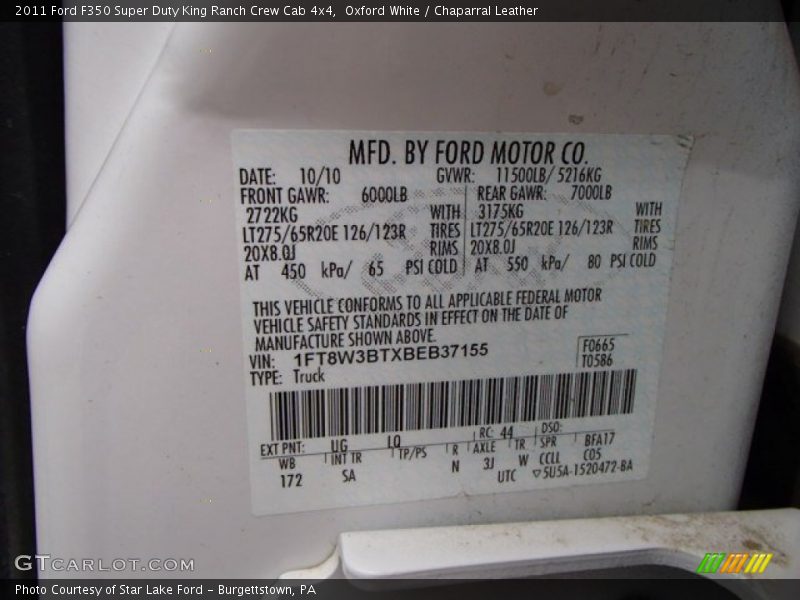 2011 Ford F350 Super Duty King Ranch Crew Cab 4x4, Oxford White / Chaparral Leather
MFD. BY FORD MOTOR CO.
DATE: 10/10 GVWR: 11500LB/ 5216KG
FRONT GAWR: 6000LB REAR GAWR: 7000LB
2722KG WITH 3175KG WITH
LT275/65R20E 126/123R TIRES LT275/65R20E 126/123R TIRES
20X8.0J RIMS 20X8.0J RIMS
AT 450 kPa/ 65 PSI COLD AT 550 kPa/ 80 PSI COLD
THIS VEHICLE CONFORMS TO ALL APPLICABLE FEDERAL MOTOR
VEHICLE SAFETY STANDARDS IN EFFECT ON THE DATE OF
MANUFACTURE SHOWN ABOVE.
VIN: 1FT8W3BTXBEB37155 F0665
TYPE: Truck T0586
EXT PNT: UG LQ RC: 44 DSO:
WB INT TR TP/PS R AXLE TR SPR BFA17
172 SA N 3J W CCLL C05
UTC ▽5U5A-1520472-BA
GTCARLOT.COM
Photo Courtesy of Star Lake Ford - Burgettstown, PA